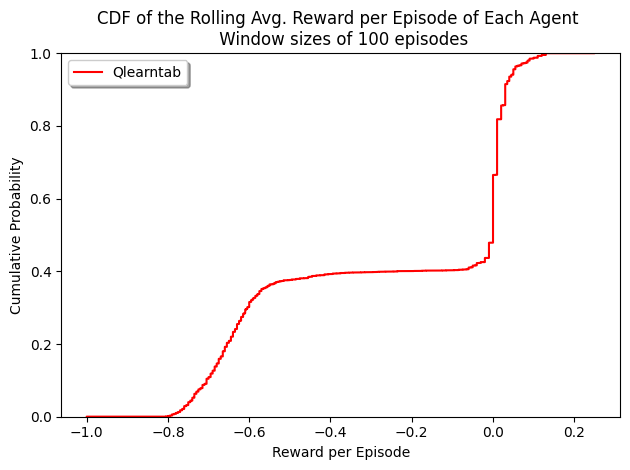 CDF of the Rolling Avg. Reward per Episode of Each Agent
Window sizes of 100 episodes
Qlearntab
Cumulative Probability
1.0
0.8
0.6
0.4
0.2
0.0
−1.0 −0.8 −0.6 −0.4 −0.2 0.0 0.2
Reward per Episode